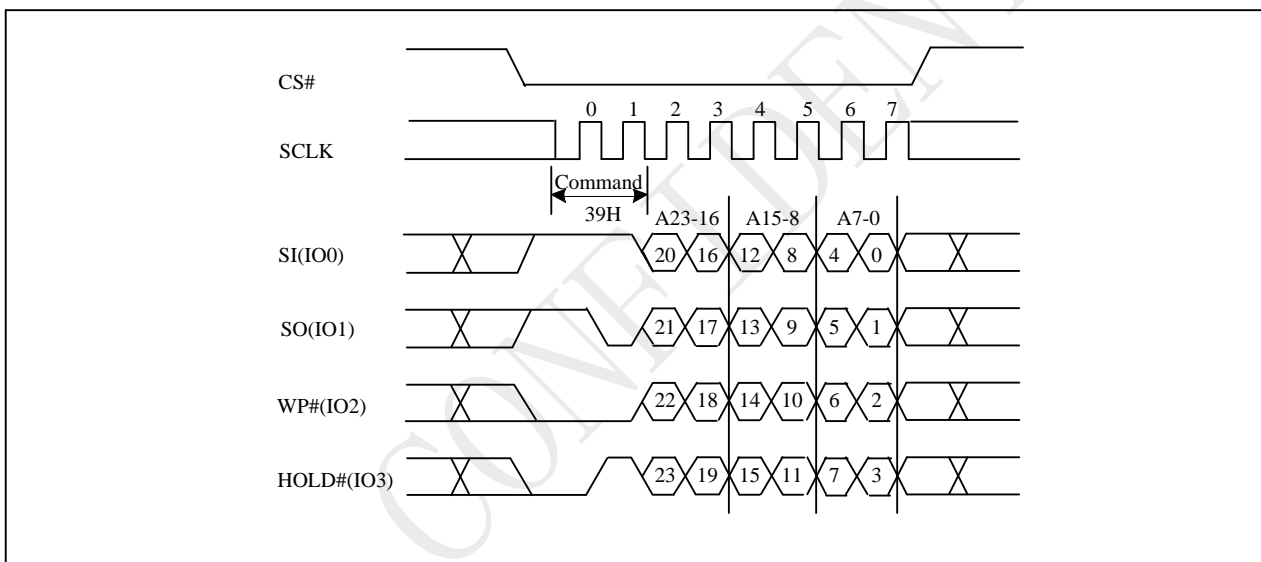 CS#
0 1 2 3 4 5 6 7
SCLK
Command
39H
A23-16 A15-8 A7-0
SI(IO0) 20 16 12 8 4 0
SO(IO1) 21 17 13 9 5 1
WP#(IO2) 22 18 14 10 6 2
HOLD#(IO3) 23 19 15 11 7 3
CONFIDEN